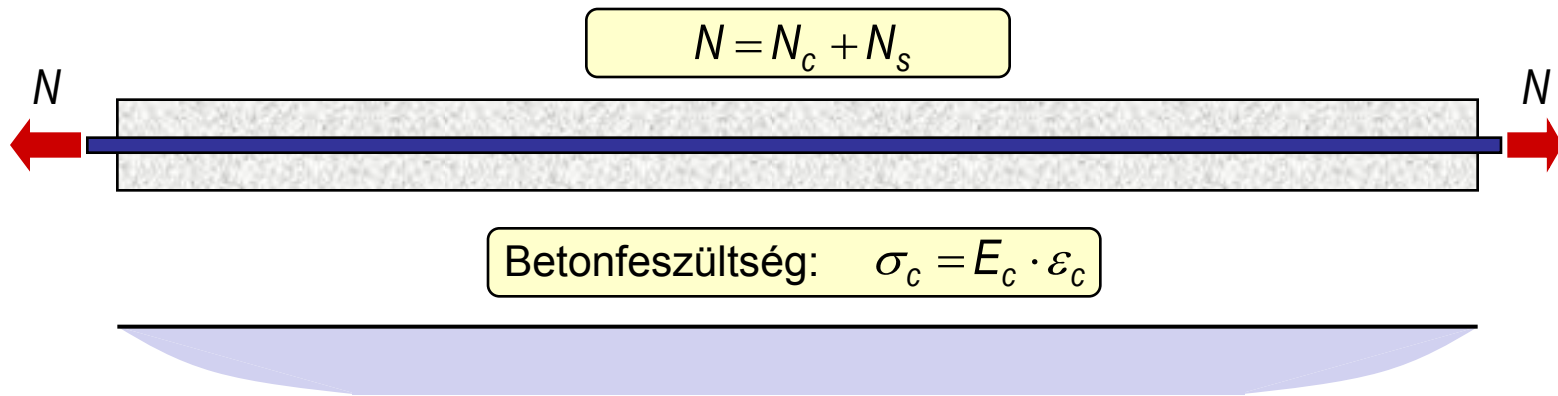 N = N_c + N_s
N N
Betonfeszültség: σ_c = E_c · ε_c